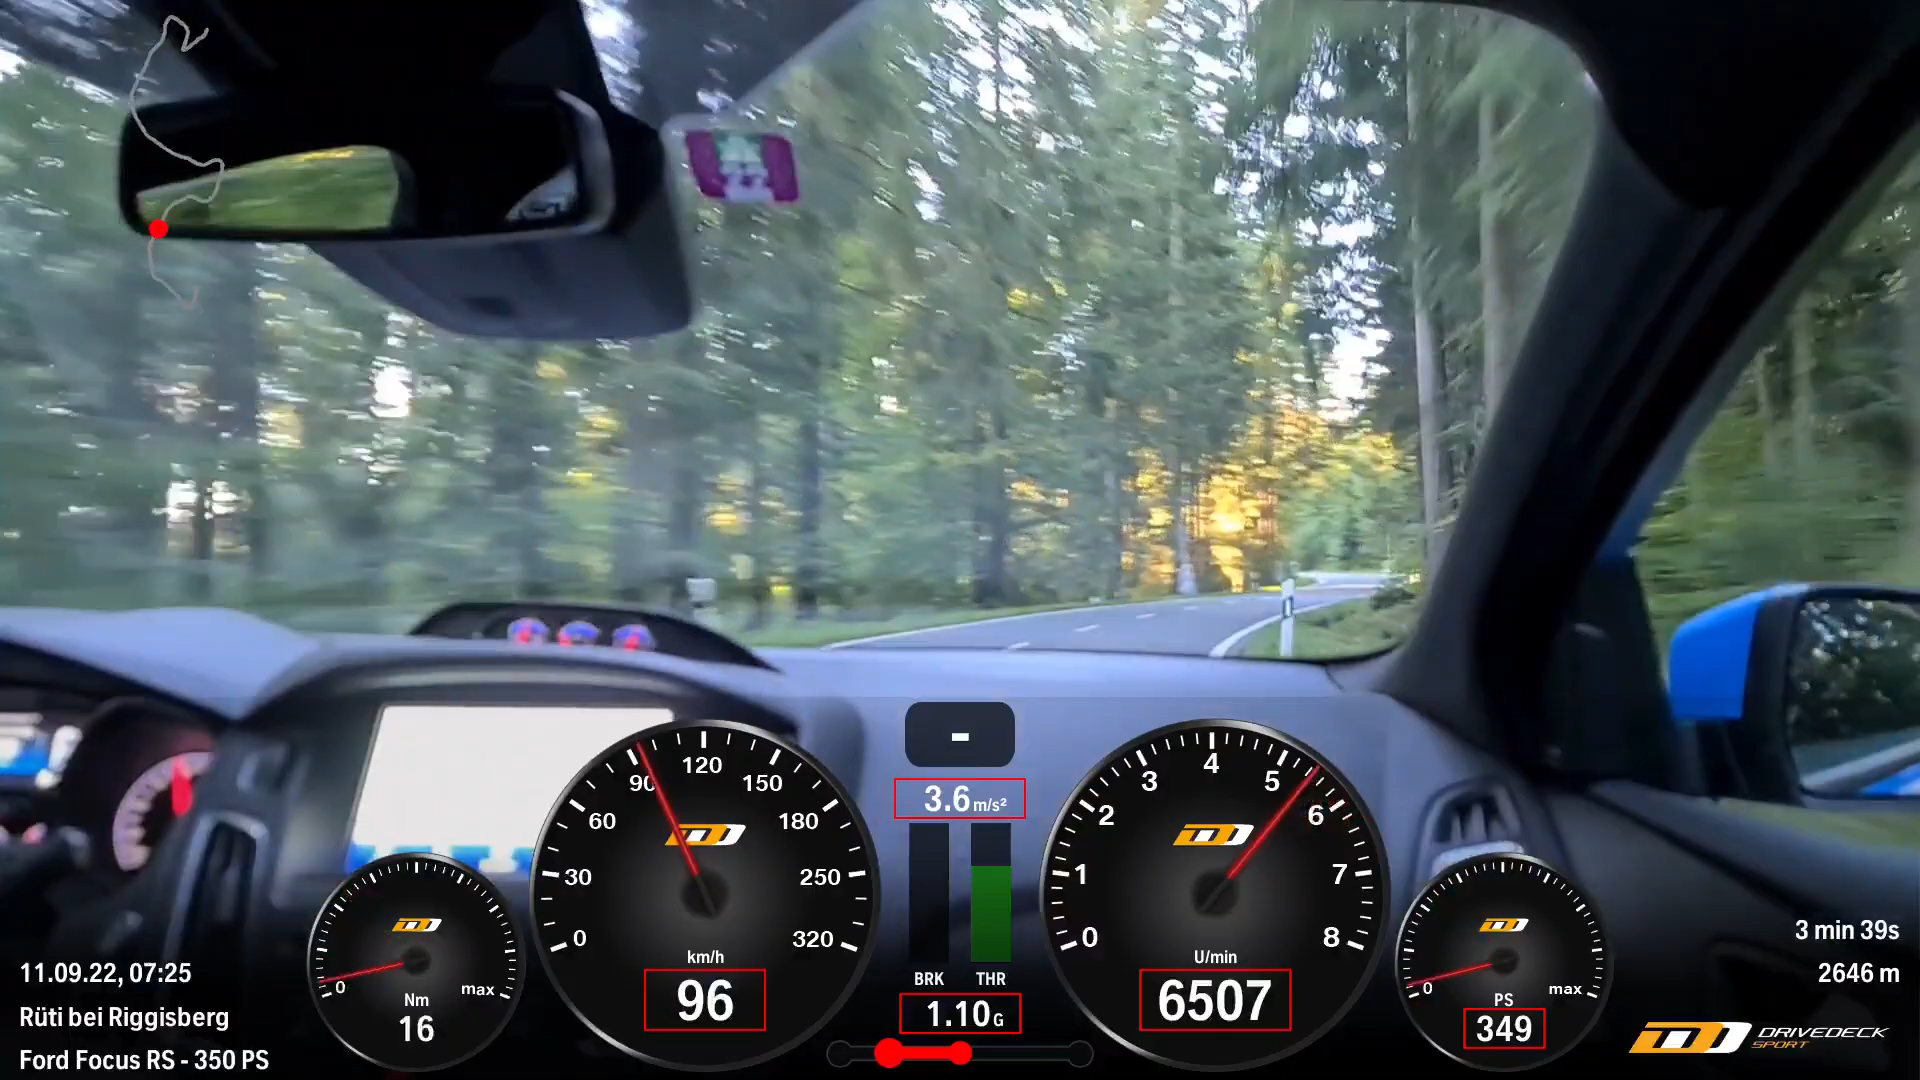 22
-
3.6 m/s²
0
30
60
90
120
150
180
250
320
km/h
96
BRK
THR
1.10 G
0
1
2
3
4
5
6
7
8
U/min
6507
0
max
Nm
16
0
max
PS
349
11.09.22, 07:25
Rüti bei Riggisberg
Ford Focus RS - 350 PS
3 min 39s
2646 m
DRIVEDECK
SPORT